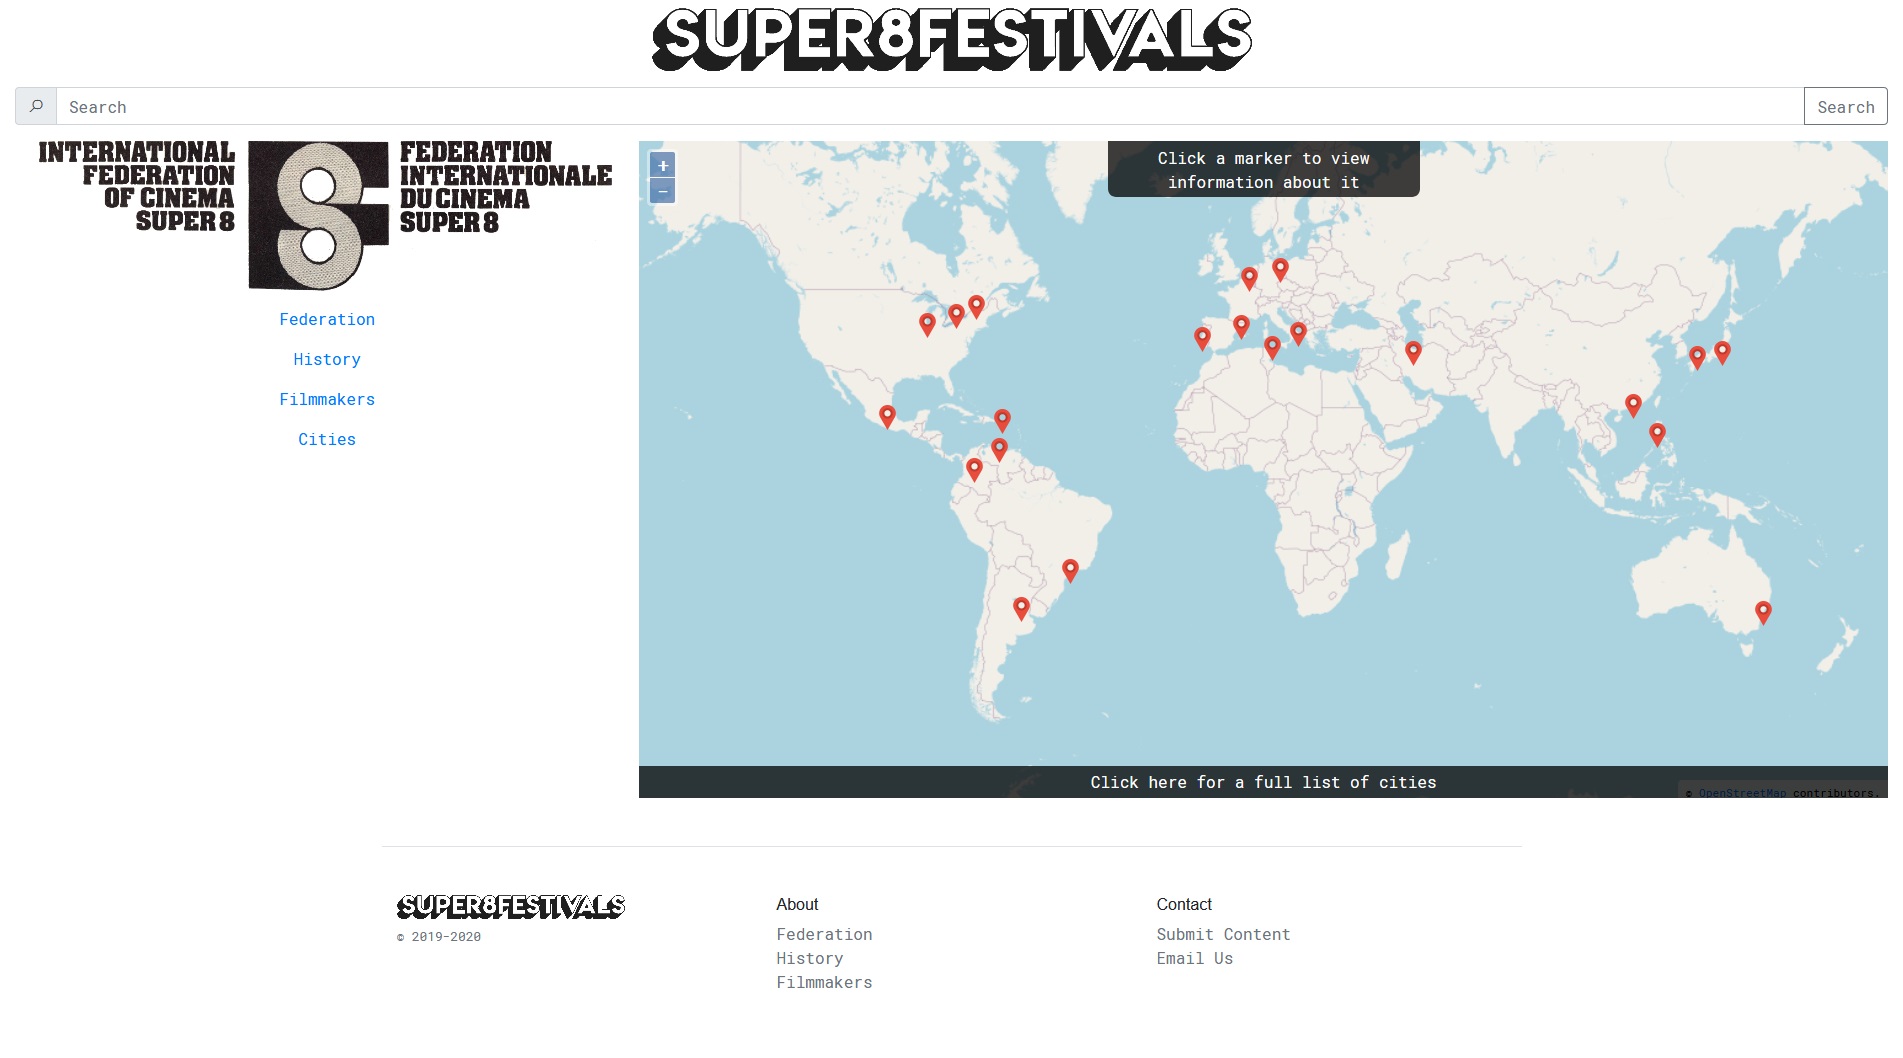 SUPER8FESTIVALS
Search
Search
INTERNATIONAL
FEDERATION
OF CINEMA
SUPER 8
FEDERATION
INTERNATIONALE
DU CINEMA
SUPER 8
Federation
History
Filmmakers
Cities
+
−
Click a marker to view
information about it
Click here for a full list of cities
© OpenStreetMap contributors.
SUPER8FESTIVALS
© 2019-2020
About
Federation
History
Filmmakers
Contact
Submit Content
Email Us